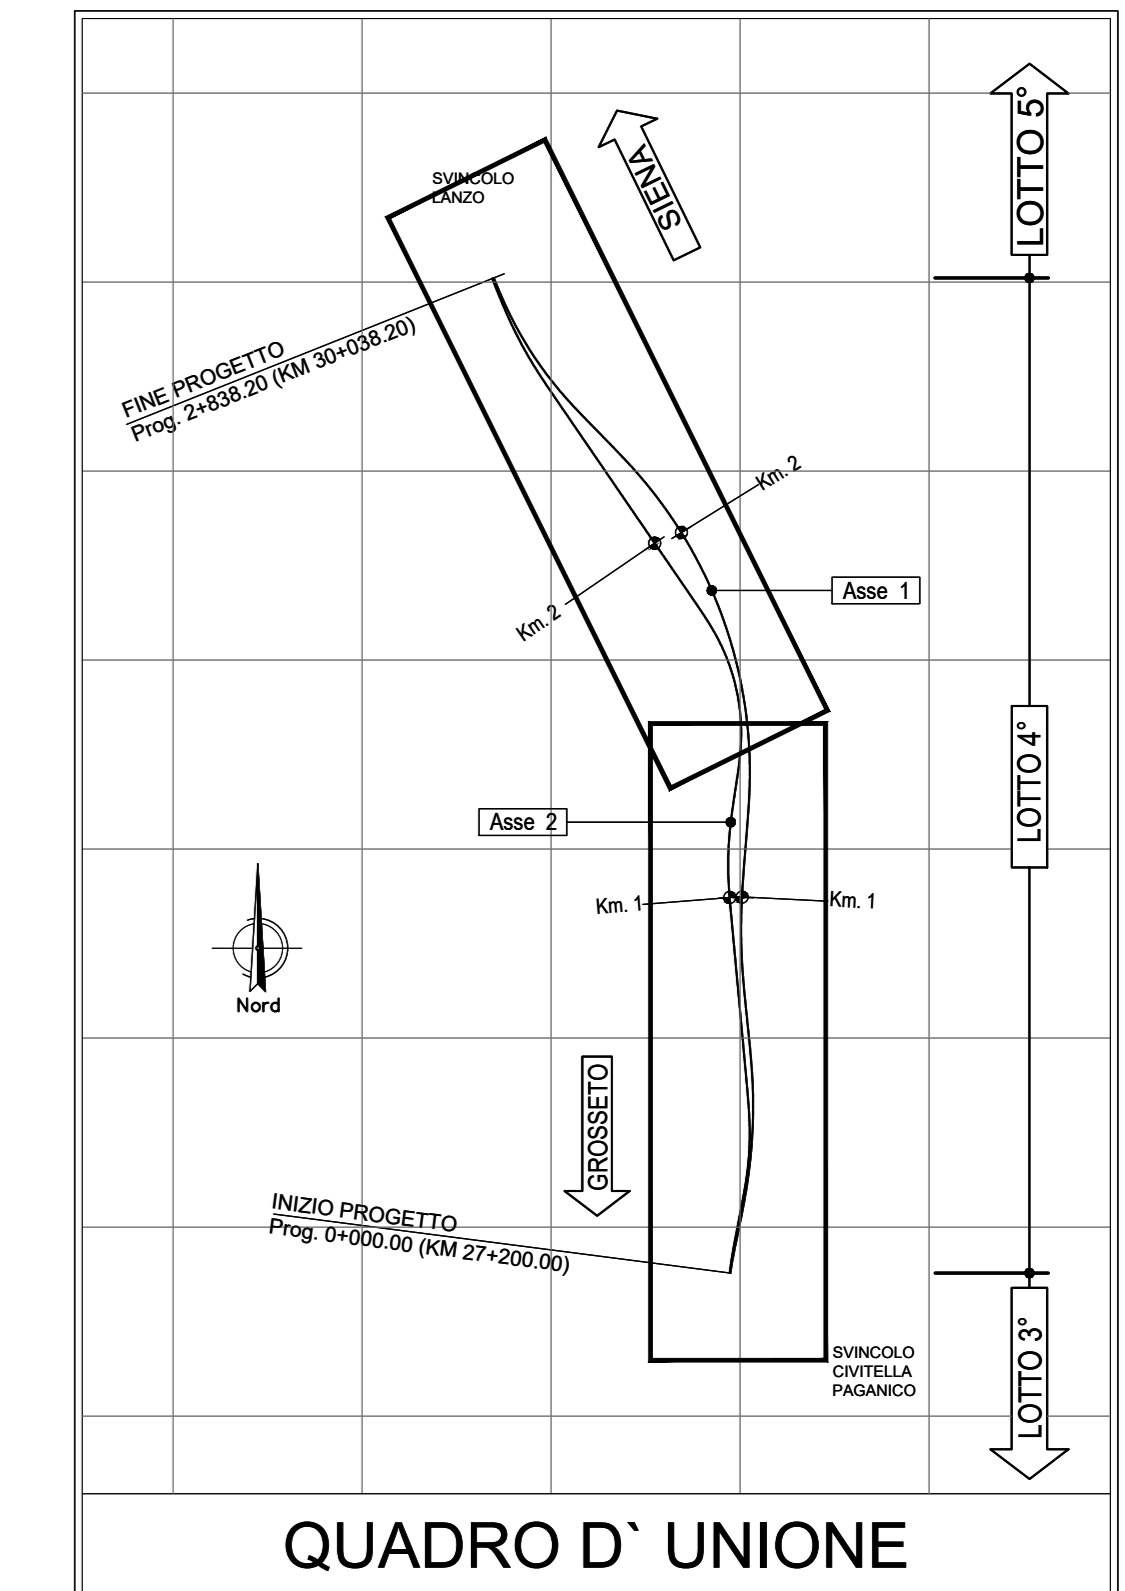 LOTTO 5°
SIENA
SVINCOLO
LANZO
FINE PROGETTO
Prog. 2+838.20 (KM 30+038.20)
Km. 2
Asse 1
Km. 2
LOTTO 4°
Asse 2
Km. 1
Km. 1
Nord
GROSSETO
INIZIO PROGETTO
Prog. 0+000.00 (KM 27+200.00)
LOTTO 3°
SVINCOLO
CIVITELLA
PAGANICO
QUADRO D` UNIONE